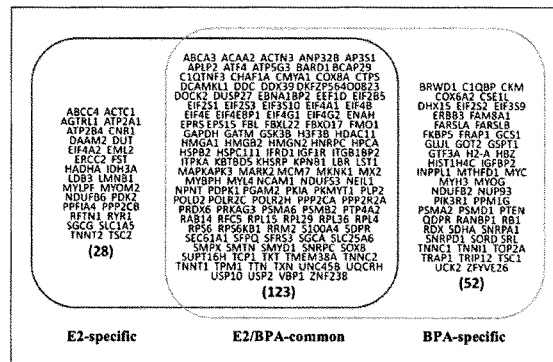 ABCC4 ACTC1
AGTRL1 ATP2A1
ATP2B4 CNR1
DAAM2 DUT
EIF4A2 EML2
ERCC2 FST
HADHA IDH3A
LDB3 LMNB1
MYLPF MYOM2
NDUFB6 PDK2
PPFIA4 PPP2CB
RFTN1 RYR1
SGCG SLC1A5
TNNT2 TSC2
(28)
ABCA3 ACAA2 ACTN3 ANP32B AP3S1
APLP2 ATF4 ATP5G3 BARD1 BCAP29
C1QTNF3 CHAF1A CMYA1 COX8A CTPS
DCAMKL1 DDC DDX39 DKFZP564O0823
DOCK2 DUSP27 EBNA1BP2 EEF1D EIF2B5
EIF2S1 EIF2S3 EIF3S10 EIF4A1 EIF4B
EIF4E EIF4EBP1 EIF4G1 EIF4G2 ENAH
EPRS EPS15 FBL FBXL22 FBXO17 FMO1
GAPDH GATM GSK3B H3F3B HDAC11
HMGA1 HMGB2 HMGN2 HNRPC HPCA
HSPB2 HSPC111 IFRD1 IGF1R ITGB1BP2
ITPKA KBTBD5 KHSRP KPNB1 LBR LST1
MAPKAPK3 MARK2 MCM7 MKNK1 MX2
MYBPH MYL4 NCAM1 NDUFS3 NEIL1
NPPB PDPK1 PGAM2 PKIA PKMYT1 PLP2
POLD2 POLR2C POLR2H PPP2CA PPP2R2A
PRDX6 PRKAG3 PSMA6 PSMB2 PTP4A2
RAB14 RFC5 RPL15 RPL29 RPL36 RPL4
RPS6 RPS6KB1 RRM2 S100A4 SDPR
SEC61A1 SFPQ SFRS3 SGCA SLC25A6
SMPX SMTN SMYD1 SNRPC SOX8
SUPT16H TCP1 TKT TMEM38A TNNC2
TNNT1 TPM1 TTN TXN UNC45B UQCRH
USP10 USP2 VBP1 ZNF238
(123)
BRWD1 C1QBP CKM
COX6A2 CSE1L
DHX15 EIF2S2 EIF3S9
ERBB3 FAM8A1
FARSLA FARSLB
FKBP5 FRAP1 GCS1
GLUL GOT2 GSPT1
GTF3A H2-A HBZ
HIST1H4C IGFBP2
INPPL1 MTHFD1 MYC
MYH3 MYOG
NDUFB2 NUP93
PIK3R1 PPM1G
PSMA2 PSMD1 PTEN
QDPR RANBP1 RB1
RDX SDHA SNRPA1
SNRPD1 SORD SRL
TNNC1 TNNI1 TOP2A
TRAP1 TRIP12 TSC1
UCK2 ZFYVE26
(52)
E2-specific E2/BPA-common BPA-specific